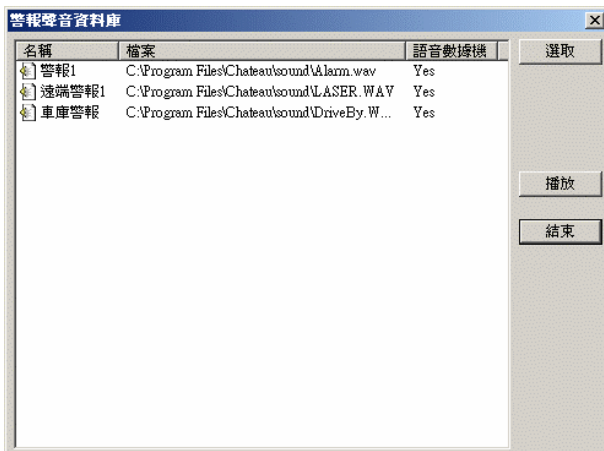 警報聲音資料庫
名稱 檔案 語音數據機 選取
警報1 C:\Program Files\Chateau\sound\Alarm.wav Yes
遠端警報1 C:\Program Files\Chateau\sound\LASER.WAV Yes
車庫警報 C:\Program Files\Chateau\sound\DriveBy.W... Yes
播放
結束